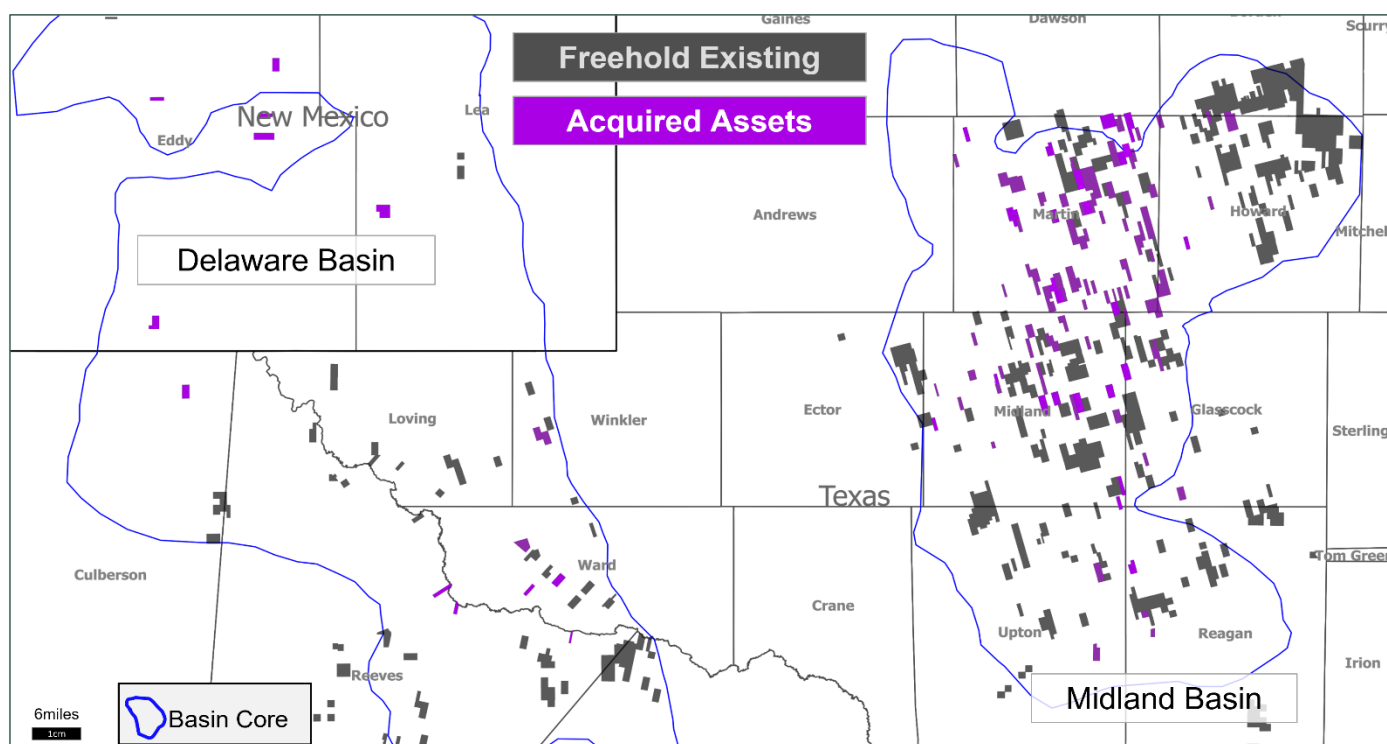 Gaines
Dawson
Borden
Scurry
Freehold Existing
Acquired Assets
New Mexico
Lea
Eddy
Andrews
Martin
Howard
Mitchell
Delaware Basin
Loving
Winkler
Ector
Midland
Glasscock
Sterling
Texas
Culberson
Ward
Crane
Tom Green
Upton
Reagan
Irion
Reeves
6miles
1cm
Basin Core
Midland Basin